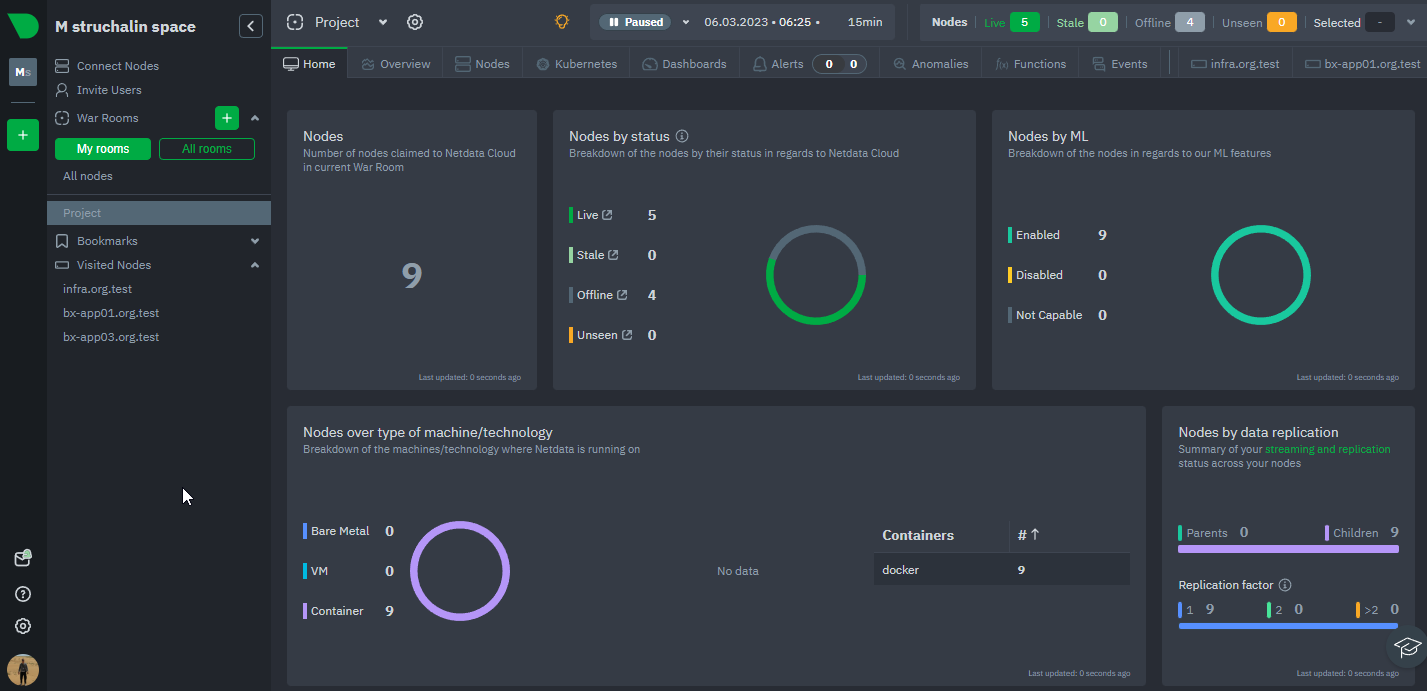 M struchalin space
Ms
Connect Nodes
Invite Users
War Rooms
My rooms
All rooms
All nodes
Project
Bookmarks
Visited Nodes
infra.org.test
bx-app01.org.test
bx-app03.org.test
Project
Paused
06.03.2023 • 06:25 •
15min
Nodes
Live 5
Stale 0
Offline 4
Unseen 0
Selected -
Home
Overview
Nodes
Kubernetes
Dashboards
Alerts 0 0
Anomalies
f(x) Functions
Events
infra.org.test
bx-app01.org.test
Nodes
Number of nodes claimed to Netdata Cloud
in current War Room
9
Last updated: 0 seconds ago
Nodes by status
Breakdown of the nodes by their status in regards to Netdata Cloud
Live 5
Stale 0
Offline 4
Unseen 0
Last updated: 0 seconds ago
Nodes by ML
Breakdown of the nodes in regards to our ML features
Enabled 9
Disabled 0
Not Capable 0
Last updated: 0 seconds ago
Nodes over type of machine/technology
Breakdown of the machines/technology where Netdata is running on
Bare Metal 0
VM 0
Container 9
No data
Containers # ↑
docker 9
Last updated: 0 seconds ago
Nodes by data replication
Summary of your streaming and replication
status across your nodes
Parents 0 Children 9
Replication factor
1 9 2 0 >2 0
Last updated: 0 seconds ago